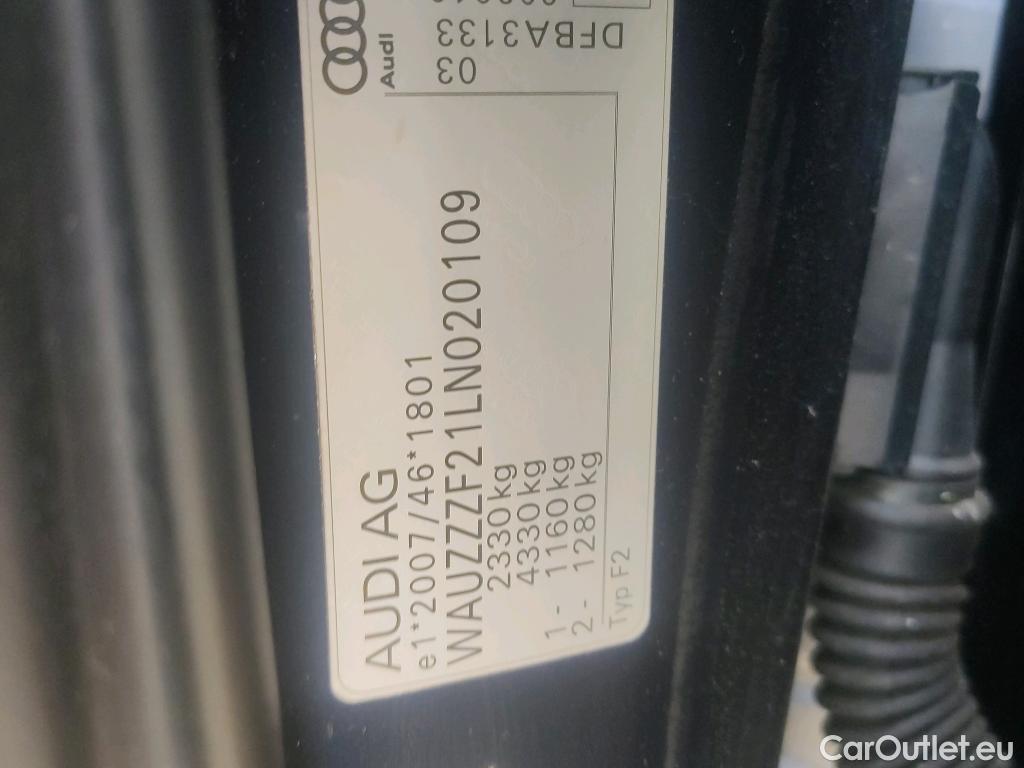 AUDI AG
e1*2007/46*1801
WAUZZZF21LN020109
2330kg
4330kg
1 - 1160kg
2 - 1280kg
Typ F2
Audi
03
DFBA3133
CarOutlet.eu